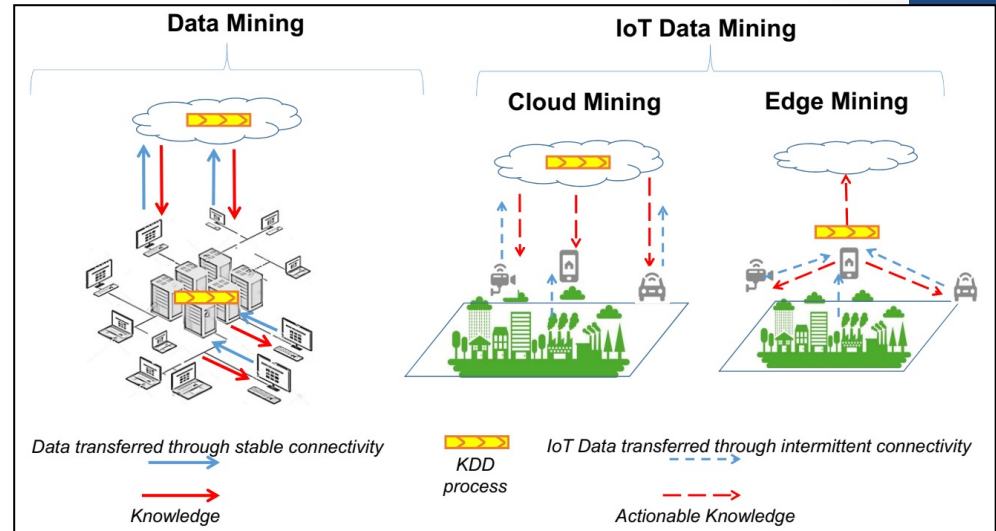 Data Mining
IoT Data Mining
Cloud Mining
Edge Mining
Data transferred through stable connectivity
Knowledge
KDD
process
IoT Data transferred through intermittent connectivity
Actionable Knowledge